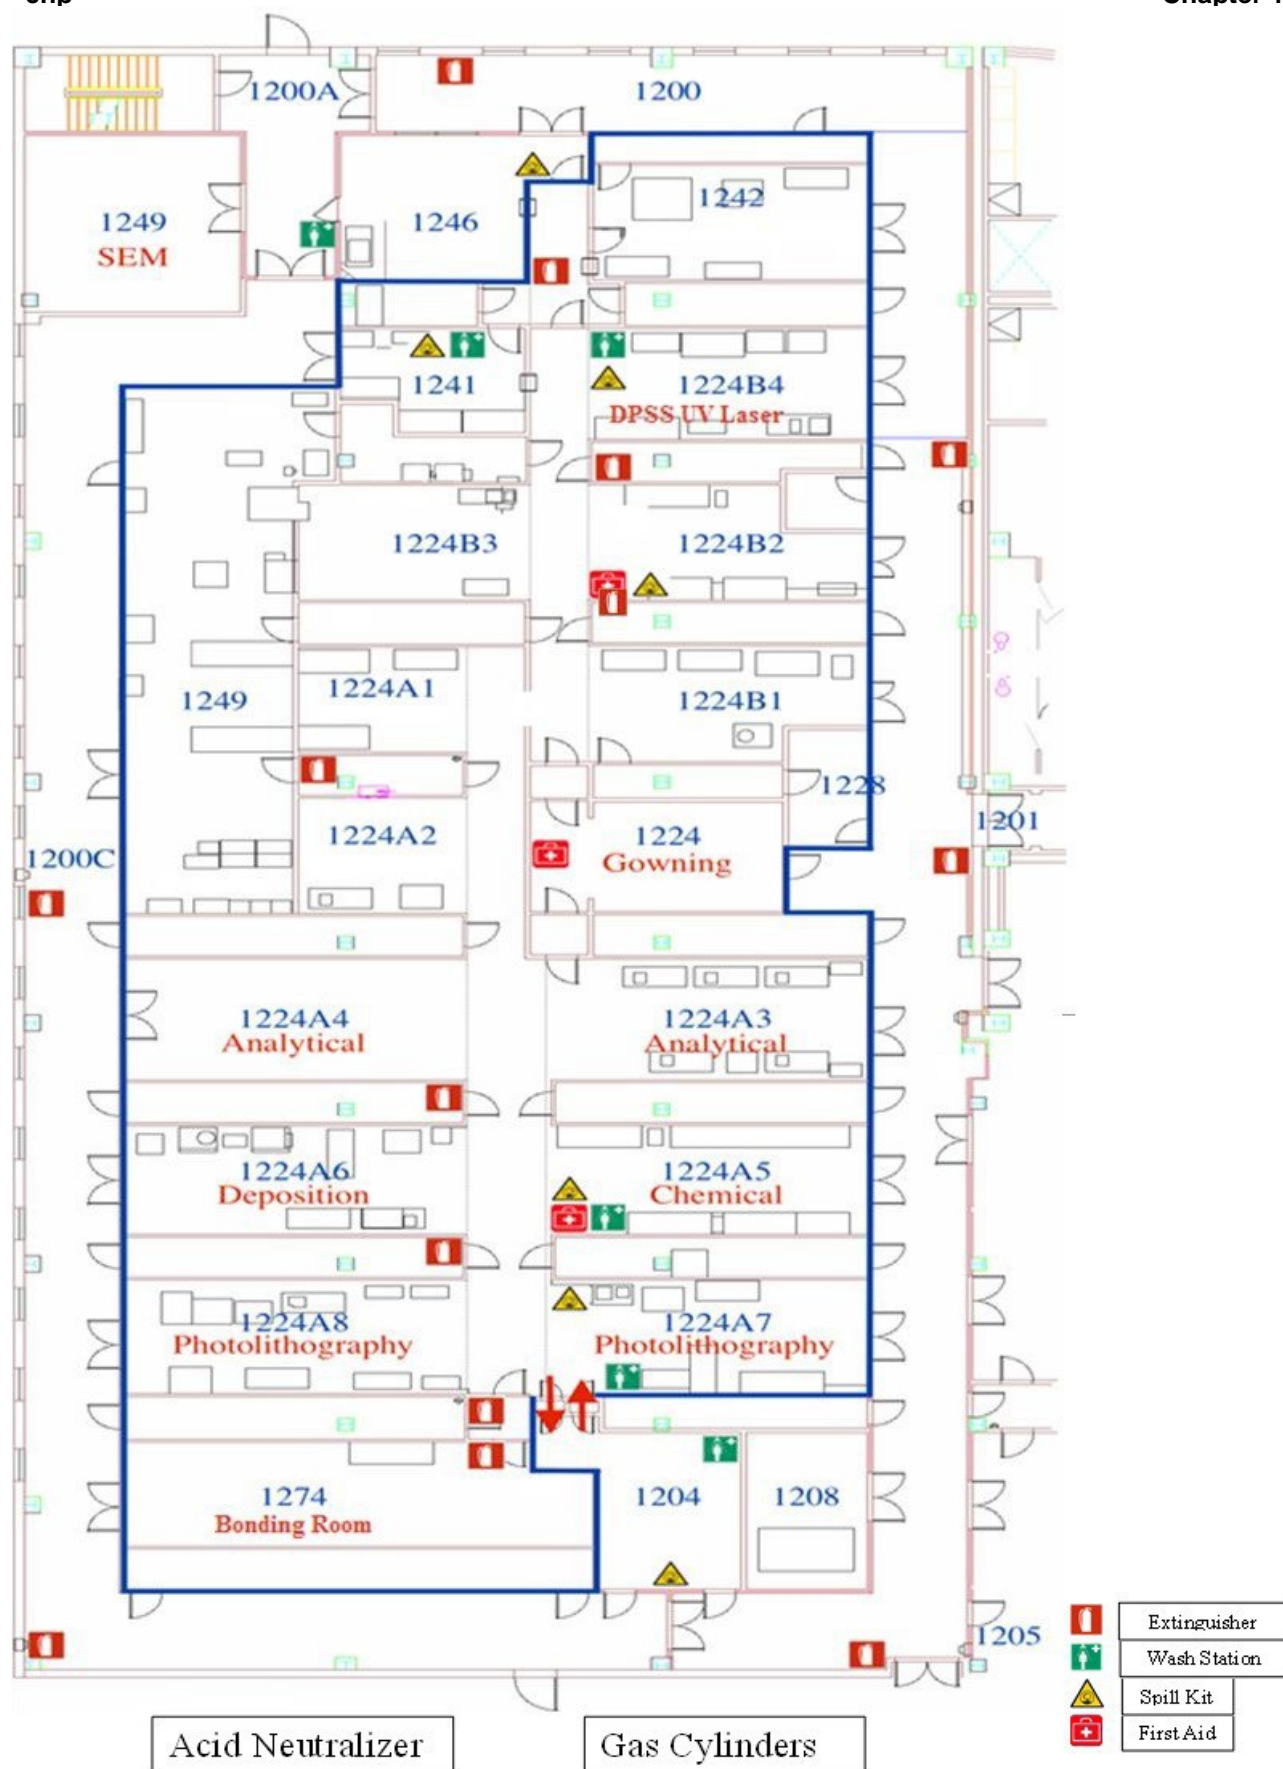 Chapter
1200A
1200
1242
1249
SEM
1246
1241
1224B4
DPSS UV Laser
1224B3
1224B2
1249
1224A1
1224B1
1228
1224A2
1224
Gowning
1201
1200C
1224A4
Analytical
1224A3
Analytical
1224A6
Deposition
1224A5
Chemical
1224A8
Photolithography
1224A7
Photolithography
1274
Bonding Room
1204
1208
1205
Extinguisher
Wash Station
Spill Kit
First Aid
Acid Neutralizer
Gas Cylinders